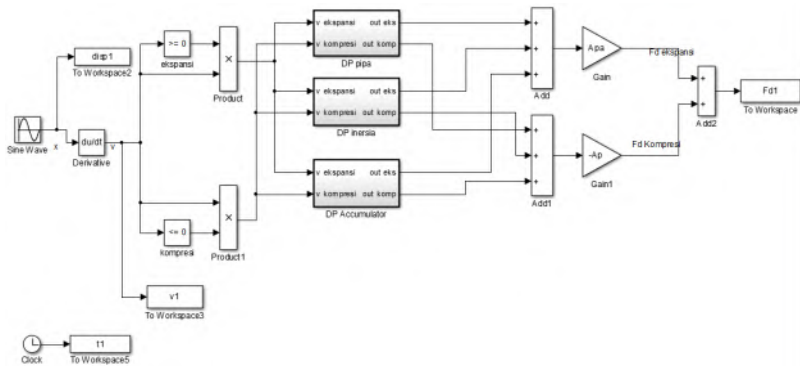 disp1
To Workspace2
Sine Wave
x
du/dt
Derivative
v
>= 0
ekspansi
×
Product
<= 0
kompresi
×
Product1
v1
To Workspace3
Clock
t1
To Workspace5
v ekspansi out eks
v kompresi out komp
DP pipa
v ekspansi out eks
v kompresi out komp
DP inersia
v ekspansi out eks
v kompresi out komp
DP Accumulator
+
+
+
Add
+
+
+
Add1
Apa
Gain
Fd ekspansi
-Ap
Gain1
Fd Kompresi
+
+
Add2
Fd1
To Workspace